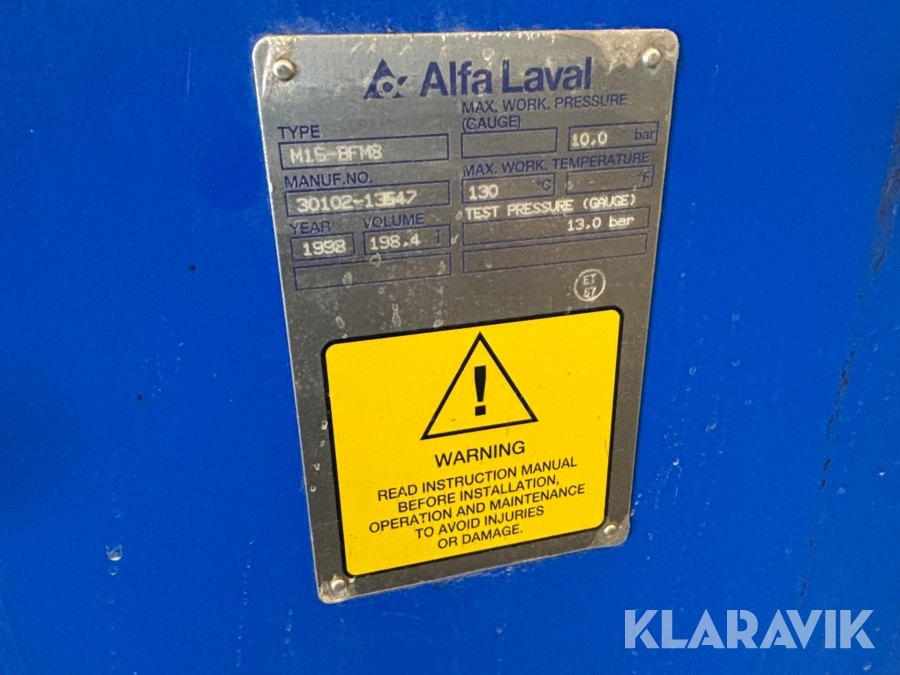 Alfa Laval
MAX. WORK. PRESSURE
(GAUGE)
10.0 bar
TYPE
M15-BFM8
MAX. WORK. TEMPERATURE
130 °C °F
MANUF.NO.
30102-13547
TEST PRESSURE (GAUGE)
13.0 bar
YEAR VOLUME
1998 198.4 l
ET
67
!
WARNING
READ INSTRUCTION MANUAL
BEFORE INSTALLATION,
OPERATION AND MAINTENANCE
TO AVOID INJURIES
OR DAMAGE.
KLARAVIK